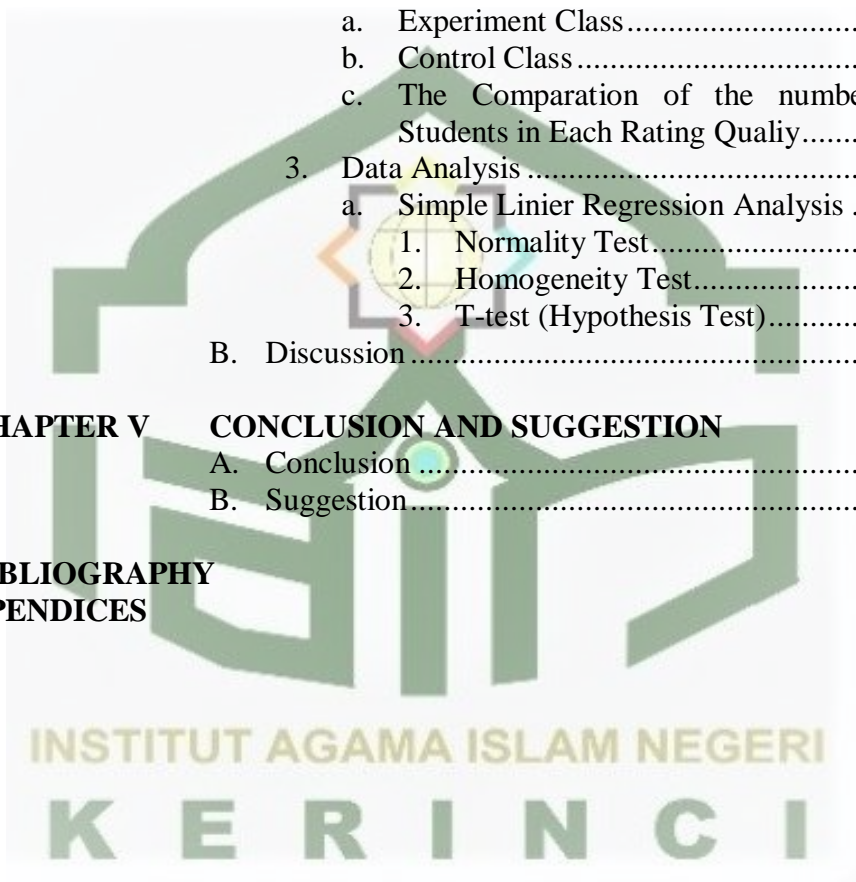 a. Experiment Class..............................
b. Control Class....................................
c. The Comparation of the numbe
Students in Each Rating Qualiy.......
3. Data Analysis..........................................
a. Simple Linier Regression Analysis .
1. Normality Test...........................
2. Homogeneity Test.....................
3. T-test (Hypothesis Test)............
B. Discussion........................................................
HAPTER V CONCLUSION AND SUGGESTION
A. Conclusion.......................................................
B. Suggestion.......................................................
BLIOGRAPHY
PENDICES
INSTITUT AGAMA ISLAM NEGERI
KERINCI